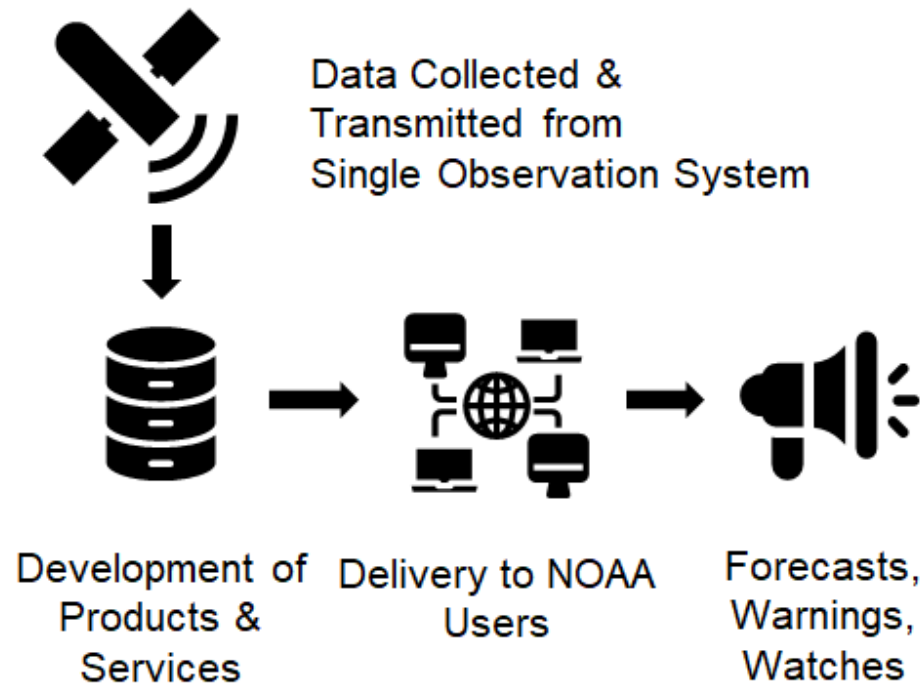 Data Collected &
Transmitted from
Single Observation System
Development of
Products &
Services
Delivery to NOAA
Users
Forecasts,
Warnings,
Watches